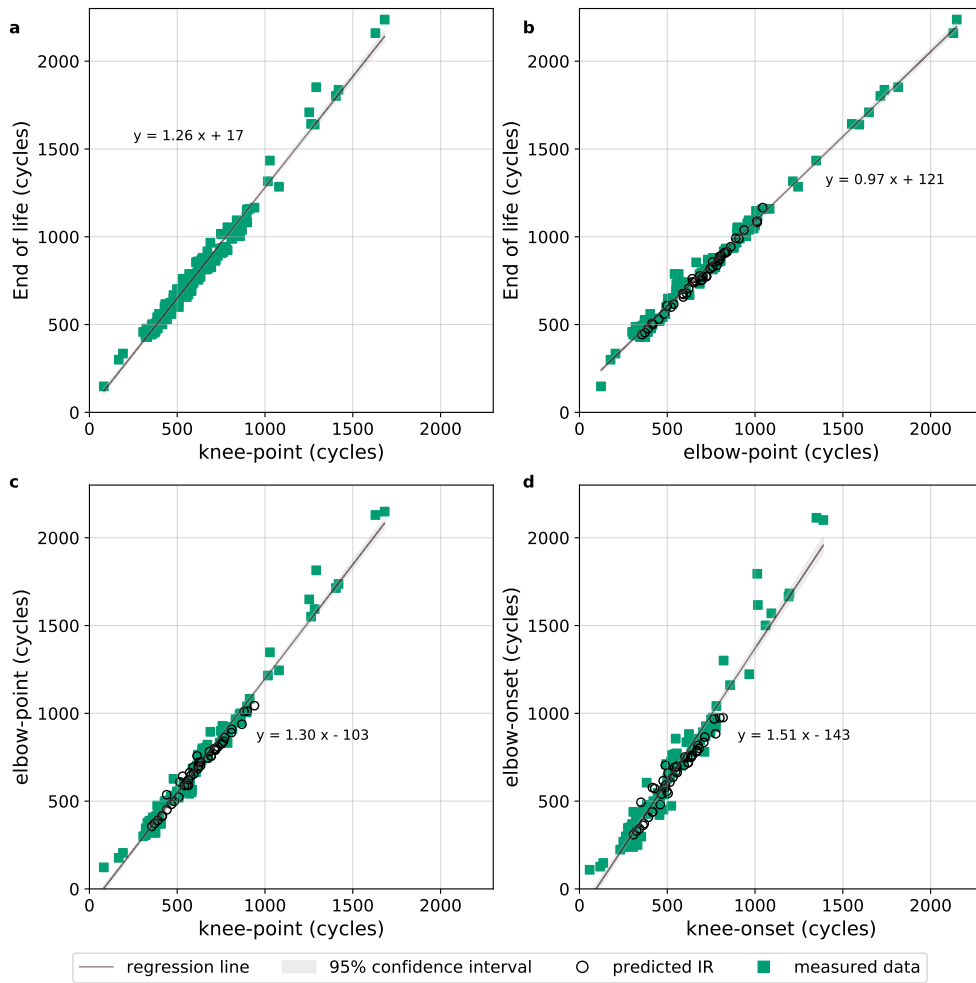 a
End of life (cycles)
2000
1500
1000
500
0
y = 1.26 x + 17
0 500 1000 1500 2000
knee-point (cycles)
b
End of life (cycles)
2000
1500
1000
500
0
y = 0.97 x + 121
0 500 1000 1500 2000
elbow-point (cycles)
c
elbow-point (cycles)
2000
1500
1000
500
0
y = 1.30 x - 103
0 500 1000 1500 2000
knee-point (cycles)
d
elbow-onset (cycles)
2000
1500
1000
500
0
y = 1.51 x - 143
0 500 1000 1500 2000
knee-onset (cycles)
regression line 95% confidence interval predicted IR measured data